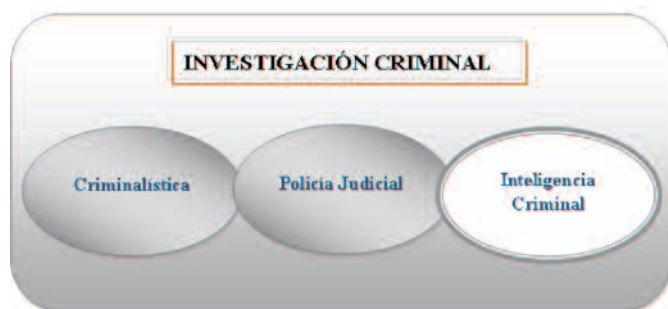 INVESTIGACIÓN CRIMINAL
Criminalística
Policía Judicial
Inteligencia
Criminal